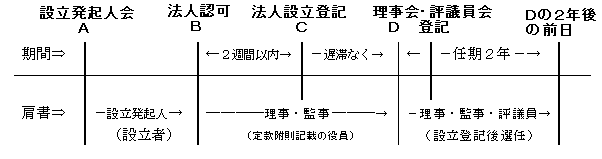 設立発起人会 法人認可 法人設立登記 理事会・評議員会 Dの2年後
A B C D 登記 の前日
期間⇒ ←2週間以内→ −遅滞なく→ ← −任期2年−→
肩書⇒ −設立発起人→ ―――――理事・監事―――→ −理事・監事・評議員→
(設立者) (定款附則記載の役員) (設立登記後選任)